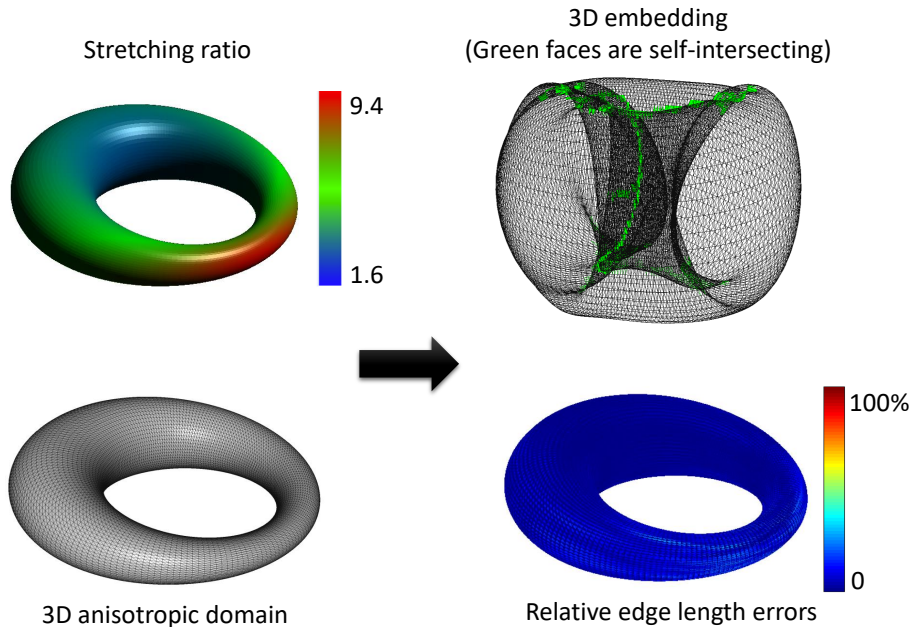 Stretching ratio
3D embedding
(Green faces are self-intersecting)
9.4
1.6
100%
0
3D anisotropic domain
Relative edge length errors